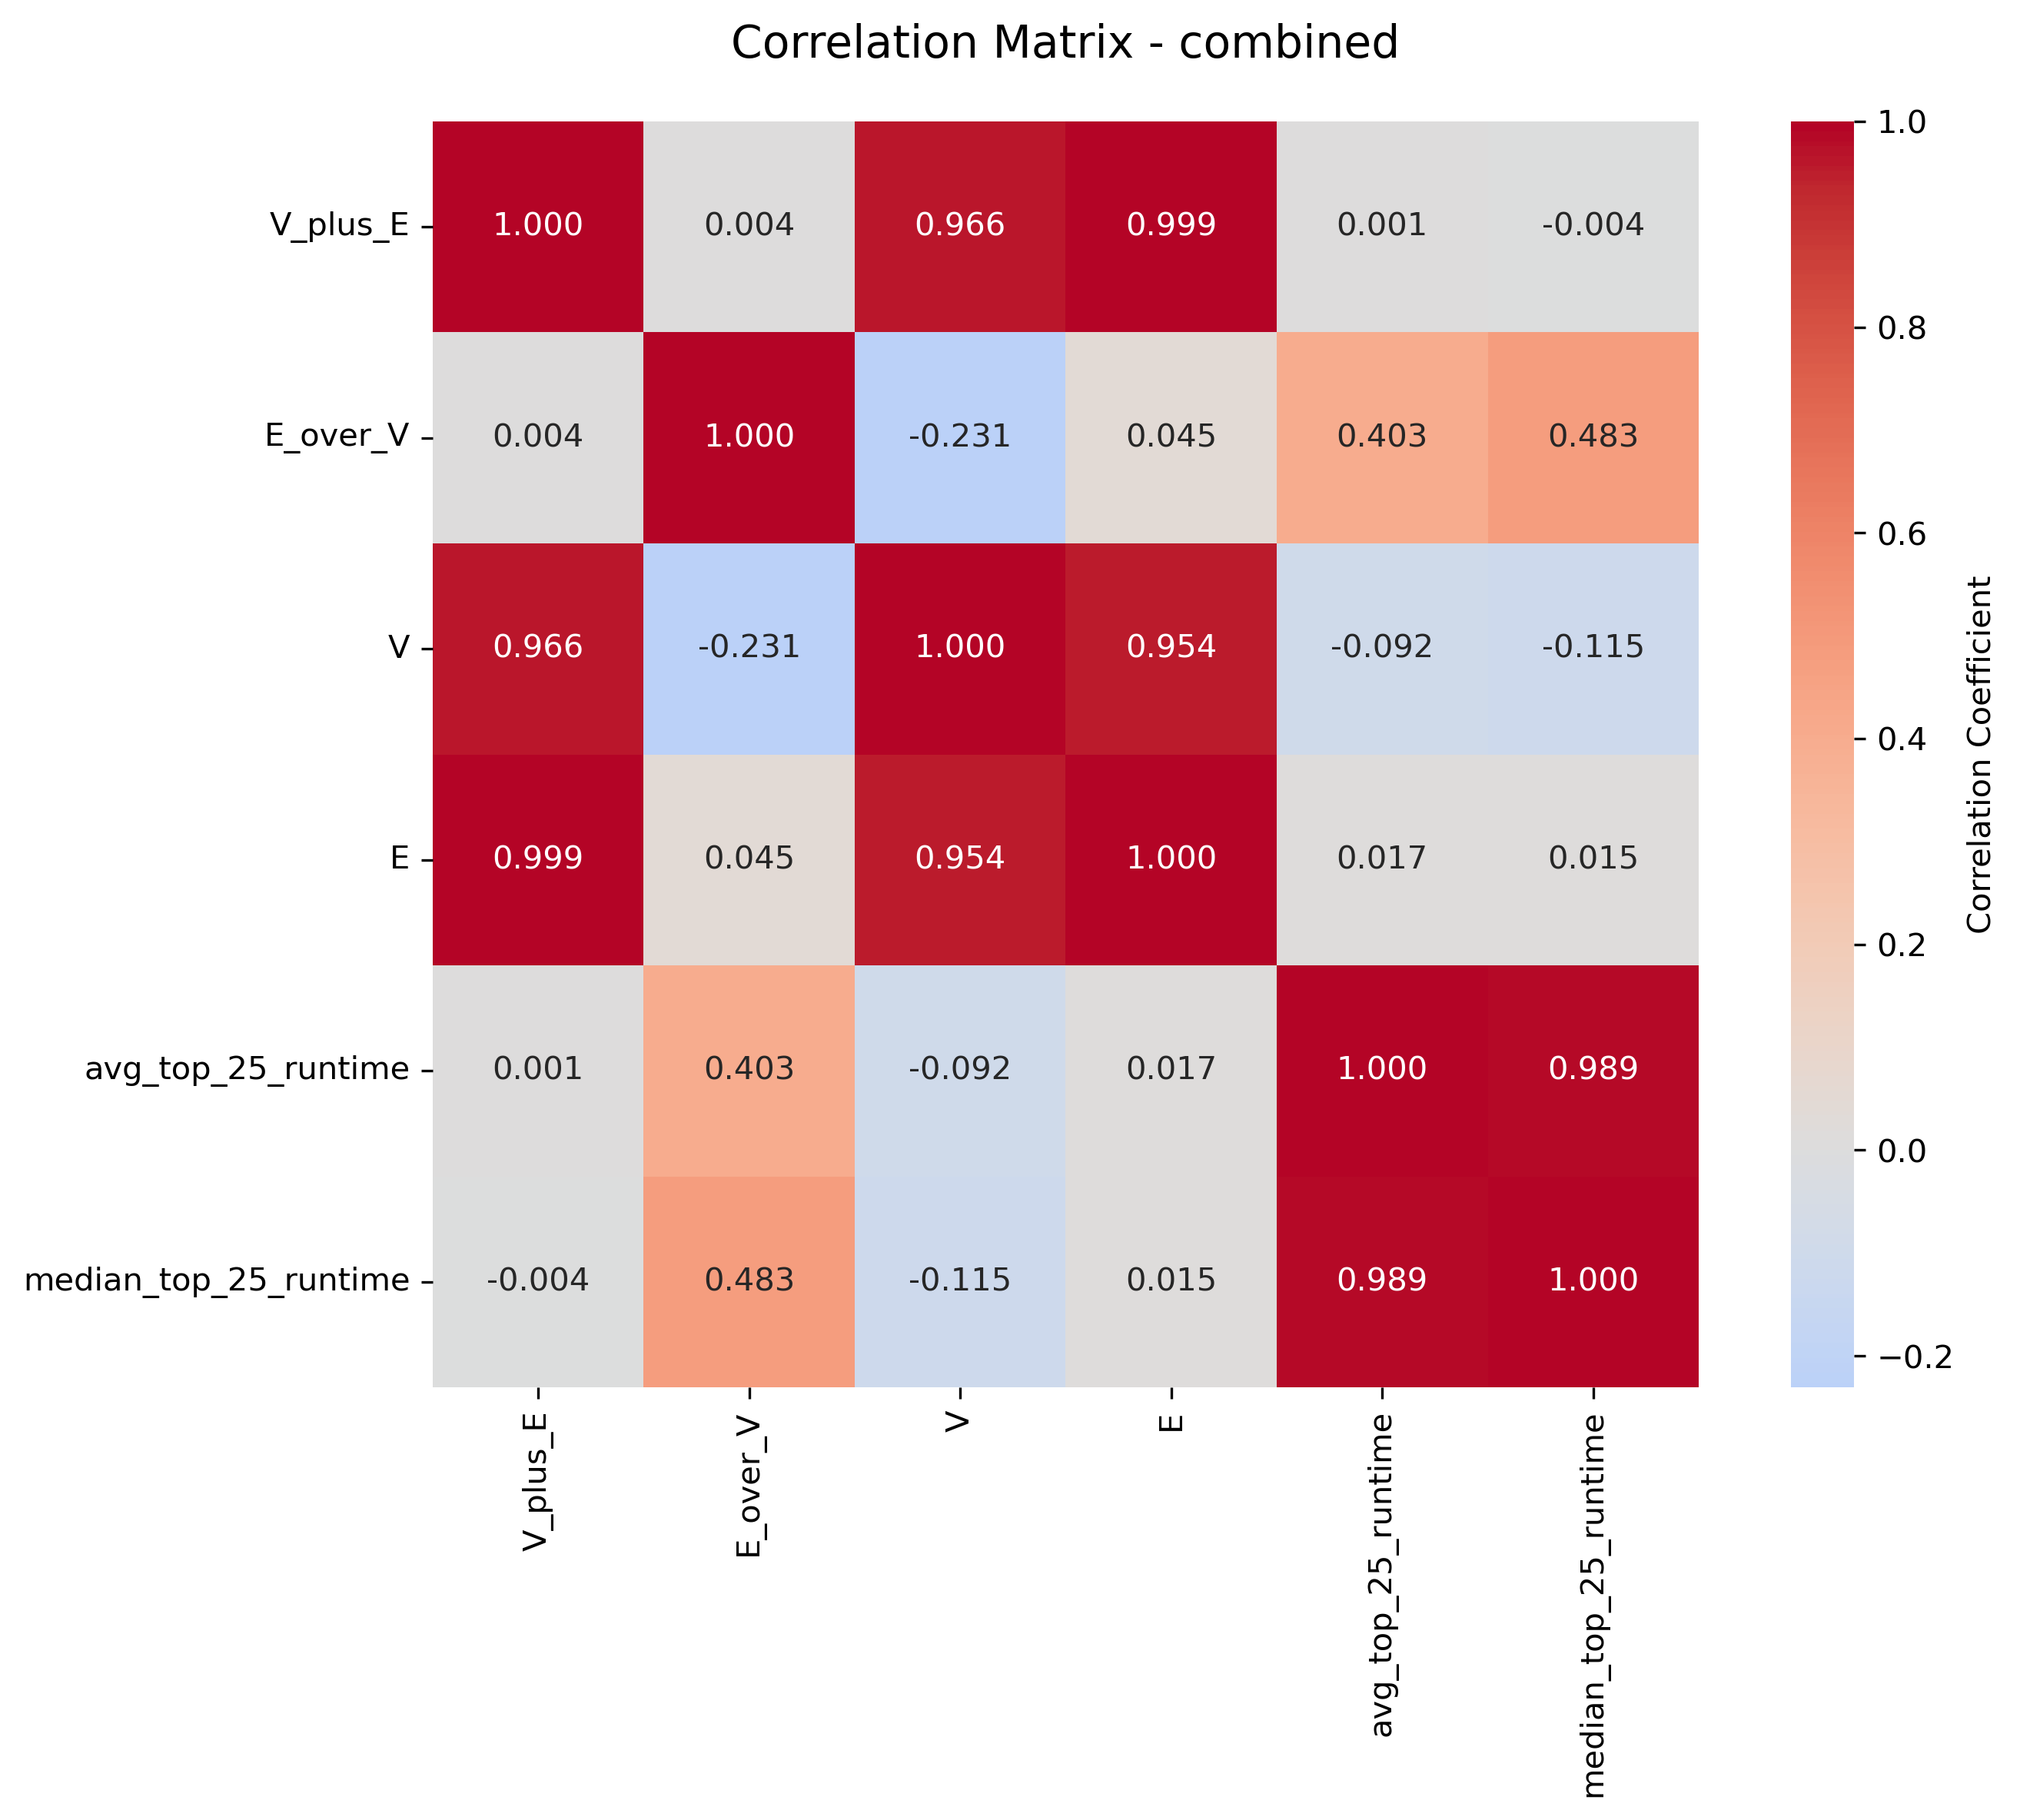 Correlation Matrix - combined
V_plus_E 1.000 0.004 0.966 0.999 0.001 -0.004
E_over_V 0.004 1.000 -0.231 0.045 0.403 0.483
V 0.966 -0.231 1.000 0.954 -0.092 -0.115
E 0.999 0.045 0.954 1.000 0.017 0.015
avg_top_25_runtime 0.001 0.403 -0.092 0.017 1.000 0.989
median_top_25_runtime -0.004 0.483 -0.115 0.015 0.989 1.000
V_plus_E
E_over_V
V
E
avg_top_25_runtime
median_top_25_runtime
1.0
0.8
0.6
0.4
0.2
0.0
−0.2
Correlation Coefficient